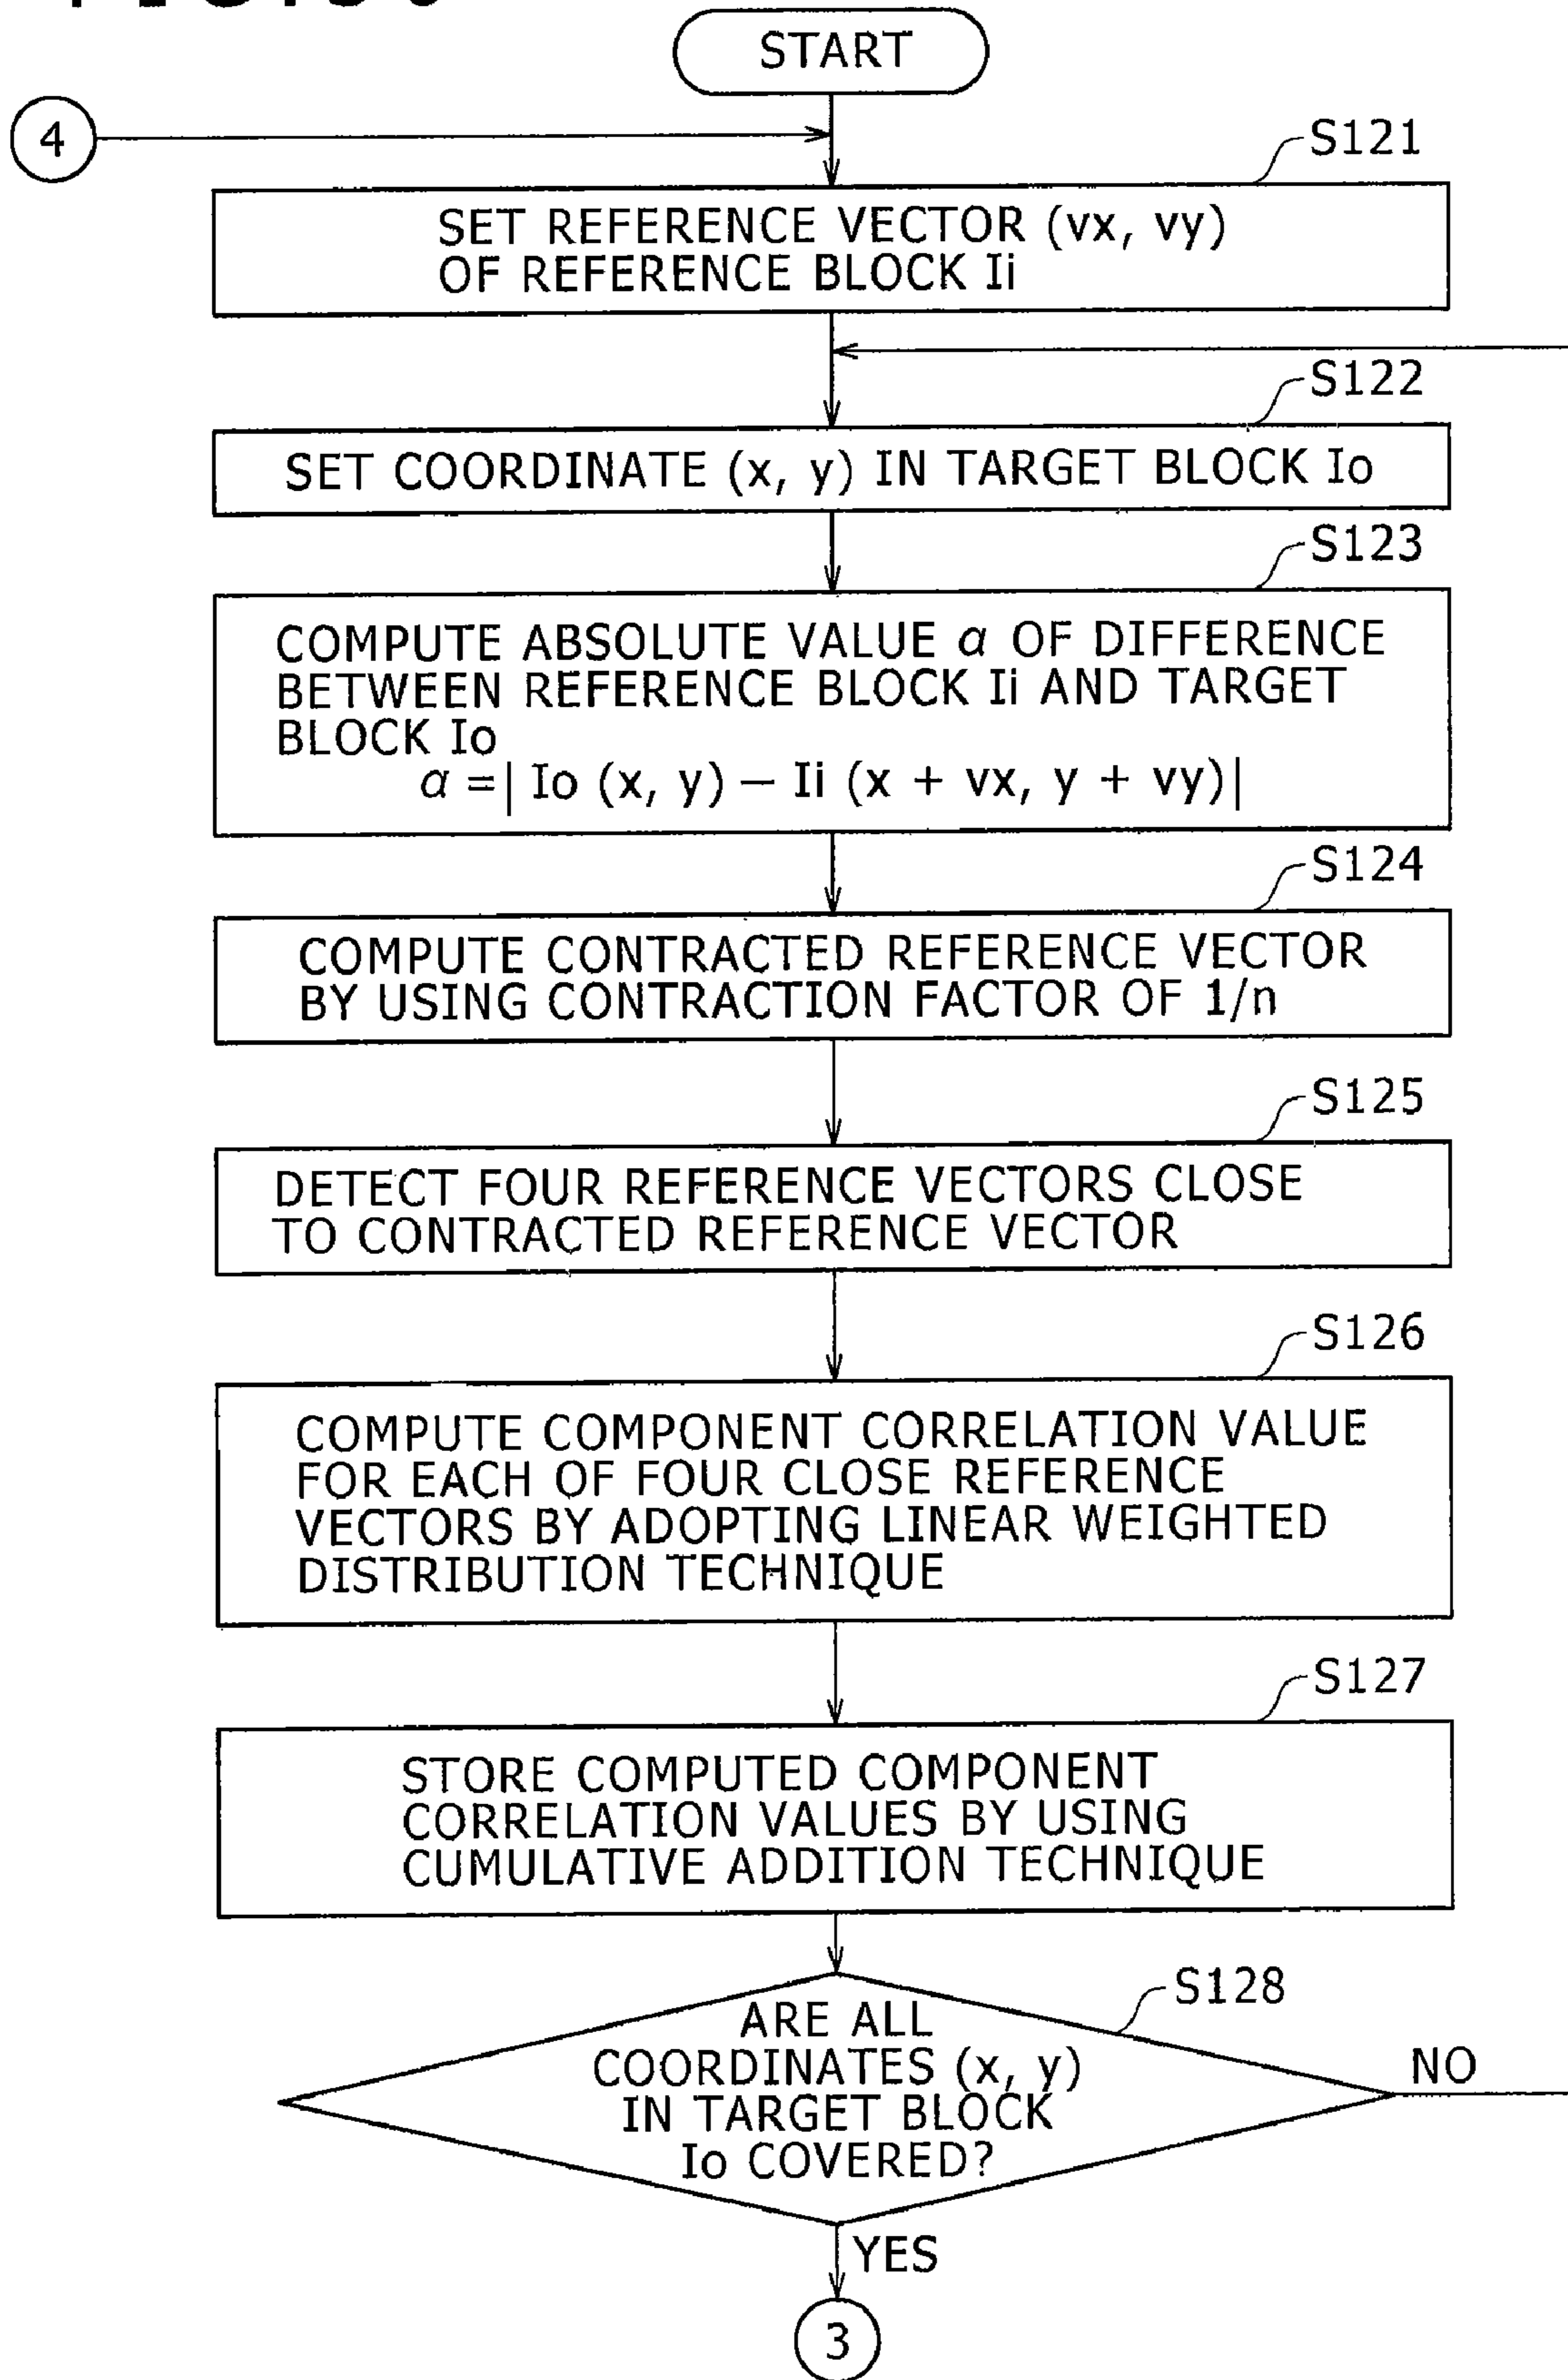 START
4
S121
SET REFERENCE VECTOR (vx, vy)
OF REFERENCE BLOCK Ii
S122
SET COORDINATE (x, y) IN TARGET BLOCK Io
S123
COMPUTE ABSOLUTE VALUE α OF DIFFERENCE
BETWEEN REFERENCE BLOCK Ii AND TARGET
BLOCK Io
α =| Io (x, y) – Ii (x + vx, y + vy)|
S124
COMPUTE CONTRACTED REFERENCE VECTOR
BY USING CONTRACTION FACTOR OF 1/n
S125
DETECT FOUR REFERENCE VECTORS CLOSE
TO CONTRACTED REFERENCE VECTOR
S126
COMPUTE COMPONENT CORRELATION VALUE
FOR EACH OF FOUR CLOSE REFERENCE
VECTORS BY ADOPTING LINEAR WEIGHTED
DISTRIBUTION TECHNIQUE
S127
STORE COMPUTED COMPONENT
CORRELATION VALUES BY USING
CUMULATIVE ADDITION TECHNIQUE
S128
ARE ALL
COORDINATES (x, y)
IN TARGET BLOCK
Io COVERED?
NO
YES
3